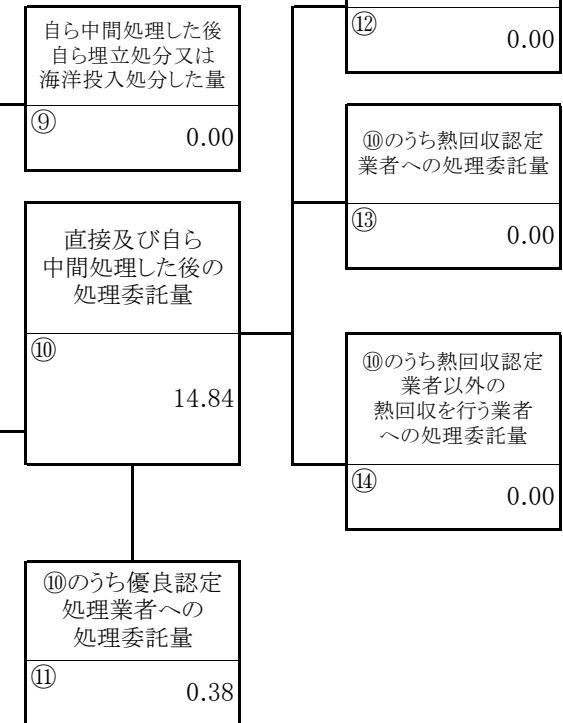 自ら中間処理した後
自ら埋立処分又は
海洋投入処分した量
⑨
0.00
直接及び自ら
中間処理した後の
処理委託量
⑩
14.84
⑩のうち優良認定
処理業者への
処理委託量
⑪
0.38
⑫
0.00
⑩のうち熱回収認定
業者への処理委託量
⑬
0.00
⑩のうち熱回収認定
業者以外の
熱回収を行う業者
への処理委託量
⑭
0.00